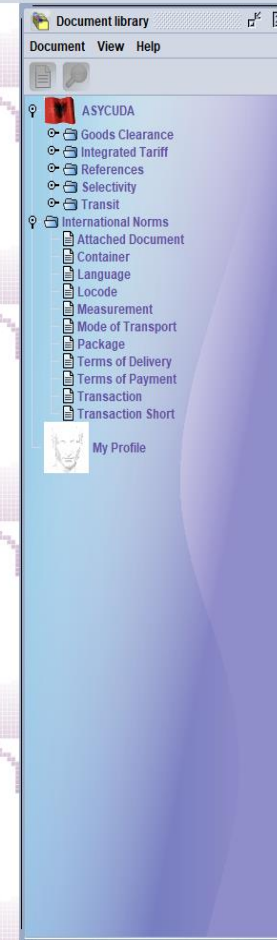 Document library
Document View Help
ASYCUDA
Goods Clearance
Integrated Tariff
References
Selectivity
Transit
International Norms
Attached Document
Container
Language
Locode
Measurement
Mode of Transport
Package
Terms of Delivery
Terms of Payment
Transaction
Transaction Short
My Profile